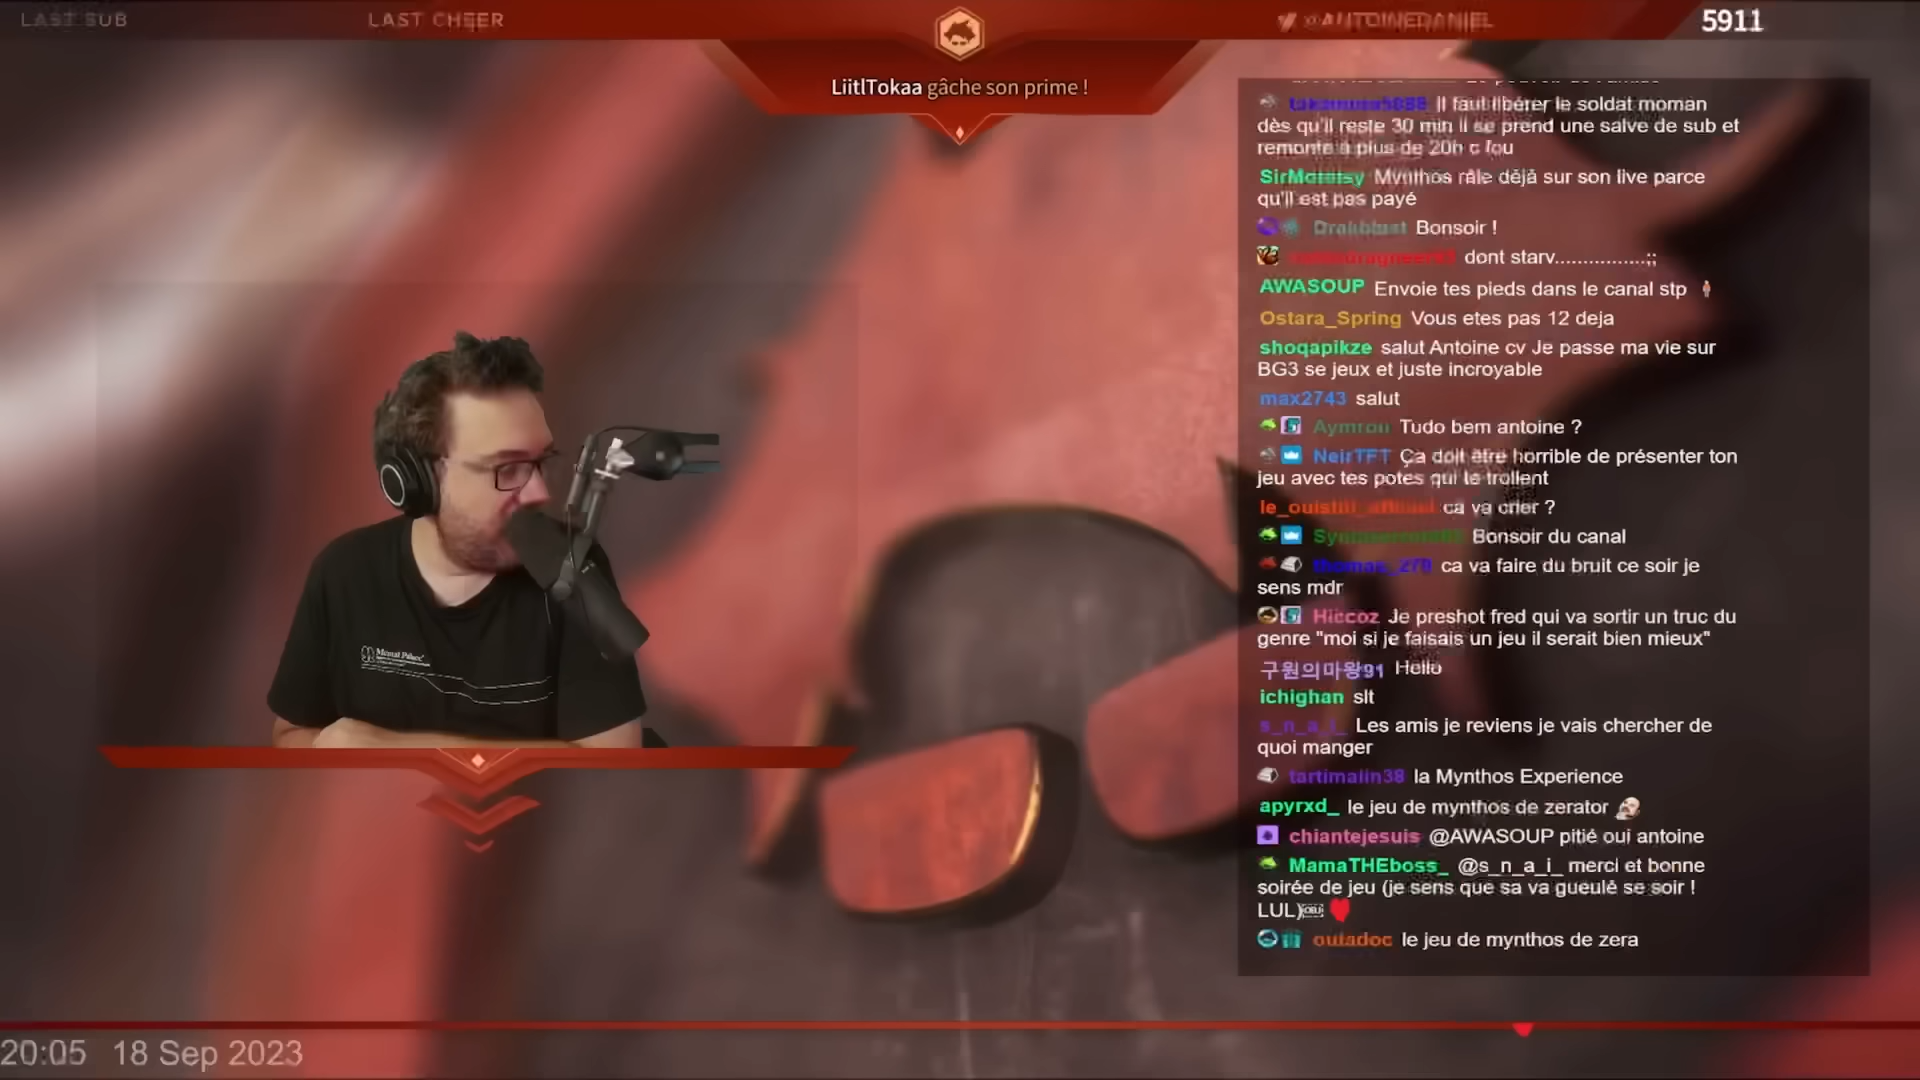 LAST SUB
LAST CHEER
@ANTOINEDANIEL
5911
LiitlTokaa gâche son prime !
Il faut libérer le soldat moman
dès qu'il reste 30 min il se prend une salve de sub et
remonte à plus de 20h c fou
Mynthos râle déjà sur son live parce
qu'il est pas payé
Bonsoir !
dont starv................;;
AWASOUP Envoie tes pieds dans le canal stp
Ostara_Spring Vous etes pas 12 deja
shoqapikze salut Antoine cv Je passe ma vie sur
BG3 se jeux et juste incroyable
max2743 salut
Aymrou Tudo bem antoine ?
NeirTFT Ça doit être horrible de présenter ton
jeu avec tes potes qui te trollent
ca va crier ?
Bonsoir du canal
thomas_279 ca va faire du bruit ce soir je
sens mdr
Hiccoz Je preshot fred qui va sortir un truc du
genre "moi si je faisais un jeu il serait bien mieux"
구원의마왕91 Hello
ichighan slt
s_n_a_i_ Les amis je reviens je vais chercher de
quoi manger
tartimalin38 la Mynthos Experience
apyrxd_ le jeu de mynthos de zerator
chiantejesuis @AWASOUP pitié oui antoine
MamaTHEboss_ @s_n_a_i_ merci et bonne
soirée de jeu (je sens que sa va gueulé se soir !
LUL)
outadoc le jeu de mynthos de zera
20:05 18 Sep 2023